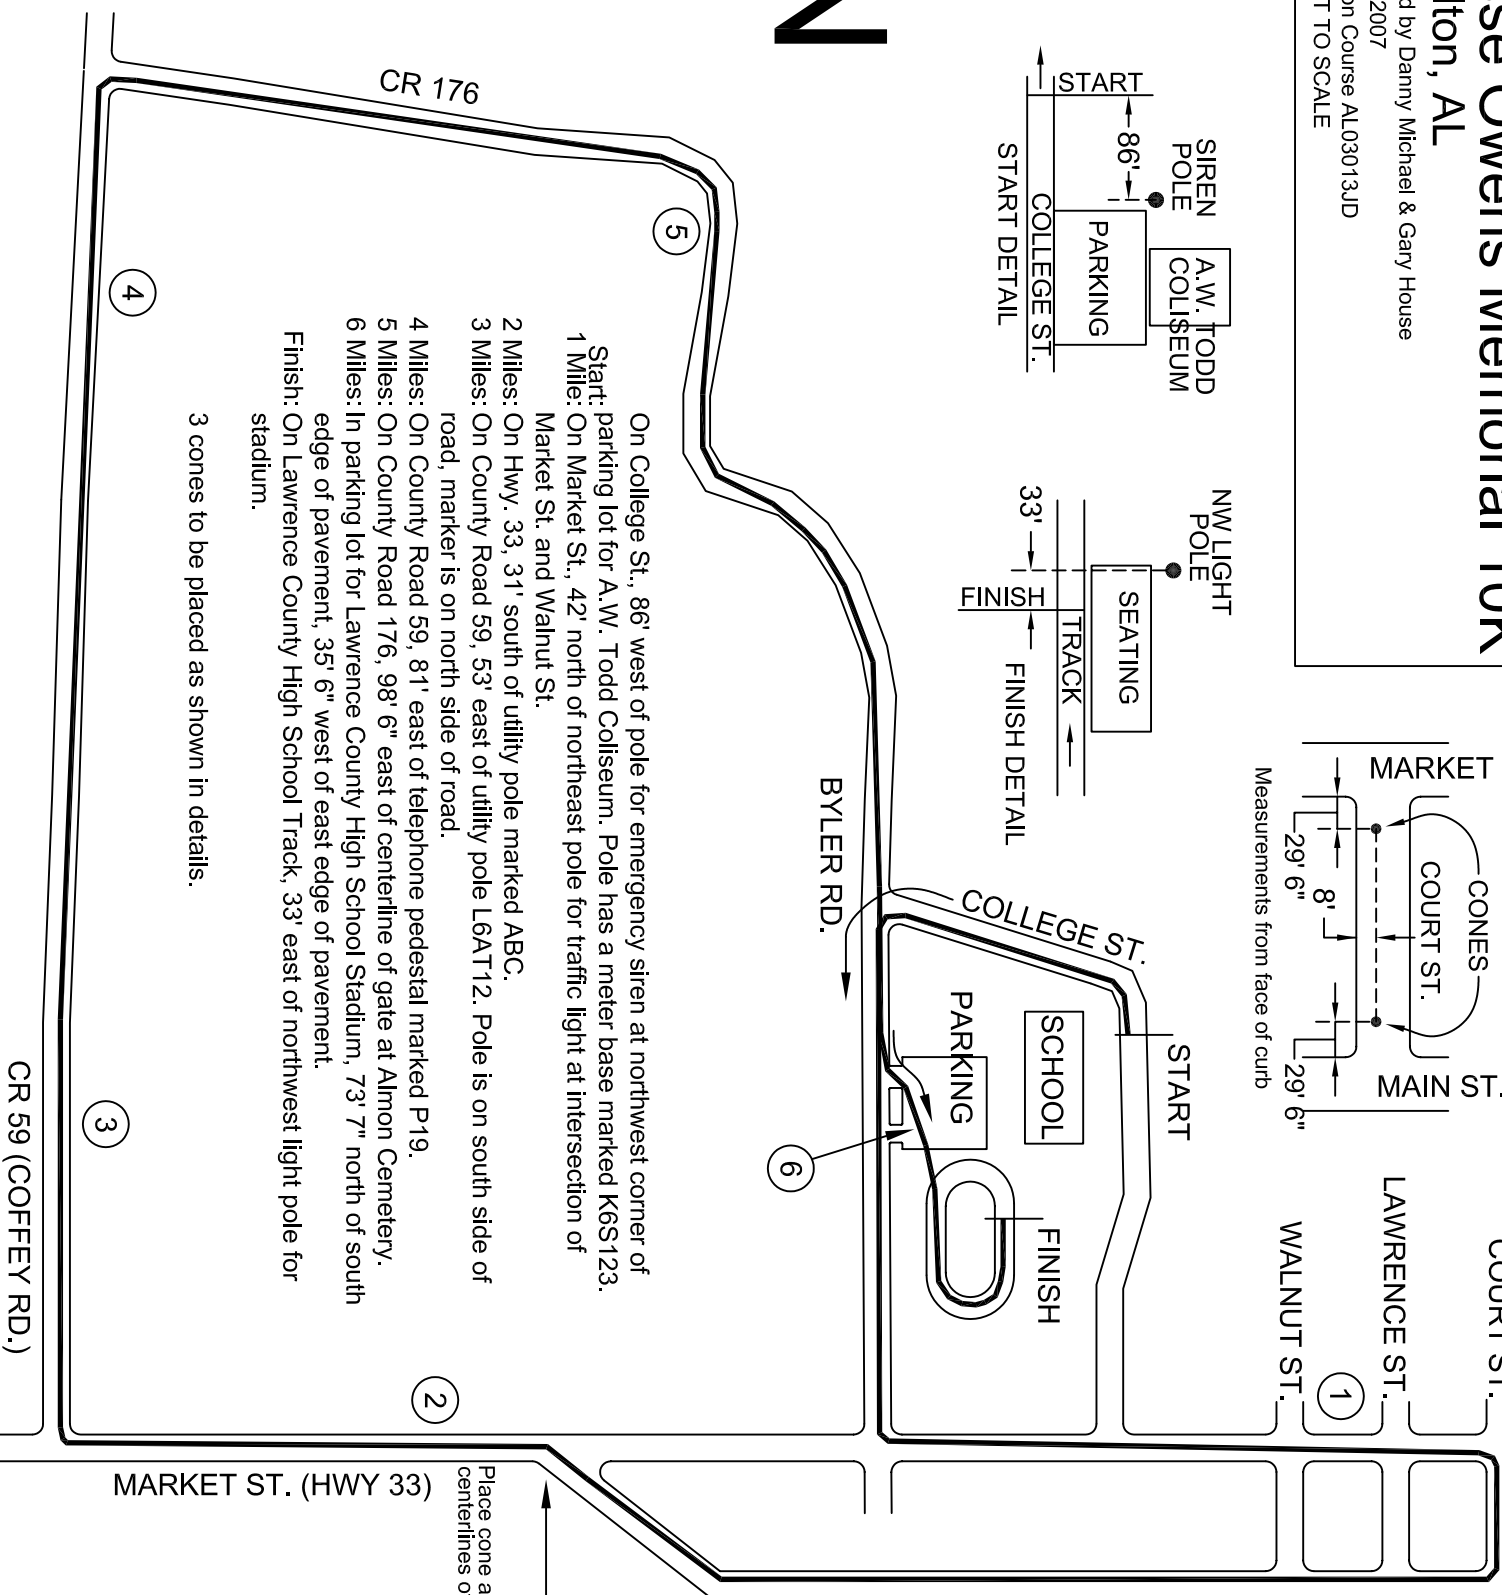 se Owens Memorial 10K
lton, AL
d by Danny Michael & Gary House
2007
on Course AL03013JD
T TO SCALE
N
SIREN
POLE
A.W. TODD
COLISEUM
START
86'
PARKING
COLLEGE ST.
START DETAIL
NW LIGHT
POLE
33'
SEATING
FINISH
TRACK
FINISH DETAIL
MARKET
CONES
COURT ST.
8'
29' 6"
29' 6"
MAIN ST.
Measurements from face of curb
COURT ST.
LAWRENCE ST.
WALNUT ST.
1
START
SCHOOL
PARKING
FINISH
COLLEGE ST.
BYLER RD.
6
CR 176
5
4
3
2
On College St., 86' west of pole for emergency siren at northwest corner of
Start: parking lot for A.W. Todd Coliseum. Pole has a meter base marked K6S123.
1 Mile: On Market St., 42' north of northeast pole for traffic light at intersection of
Market St. and Walnut St.
2 Miles: On Hwy. 33, 31' south of utility pole marked ABC.
3 Miles: On County Road 59, 53' east of utility pole L6AT12. Pole is on south side of
road, marker is on north side of road.
4 Miles: On County Road 59, 81' east of telephone pedestal marked P19.
5 Miles: On County Road 176, 98' 6" east of centerline of gate at Almon Cemetery.
6 Miles: In parking lot for Lawrence County High School Stadium, 73' 7" north of south
edge of pavement, 35' 6" west of east edge of pavement.
Finish: On Lawrence County High School Track, 33' east of northwest light pole for
stadium.
3 cones to be placed as shown in details.
Place cone a
centerlines o
MARKET ST. (HWY 33)
CR 59 (COFFEY RD.)